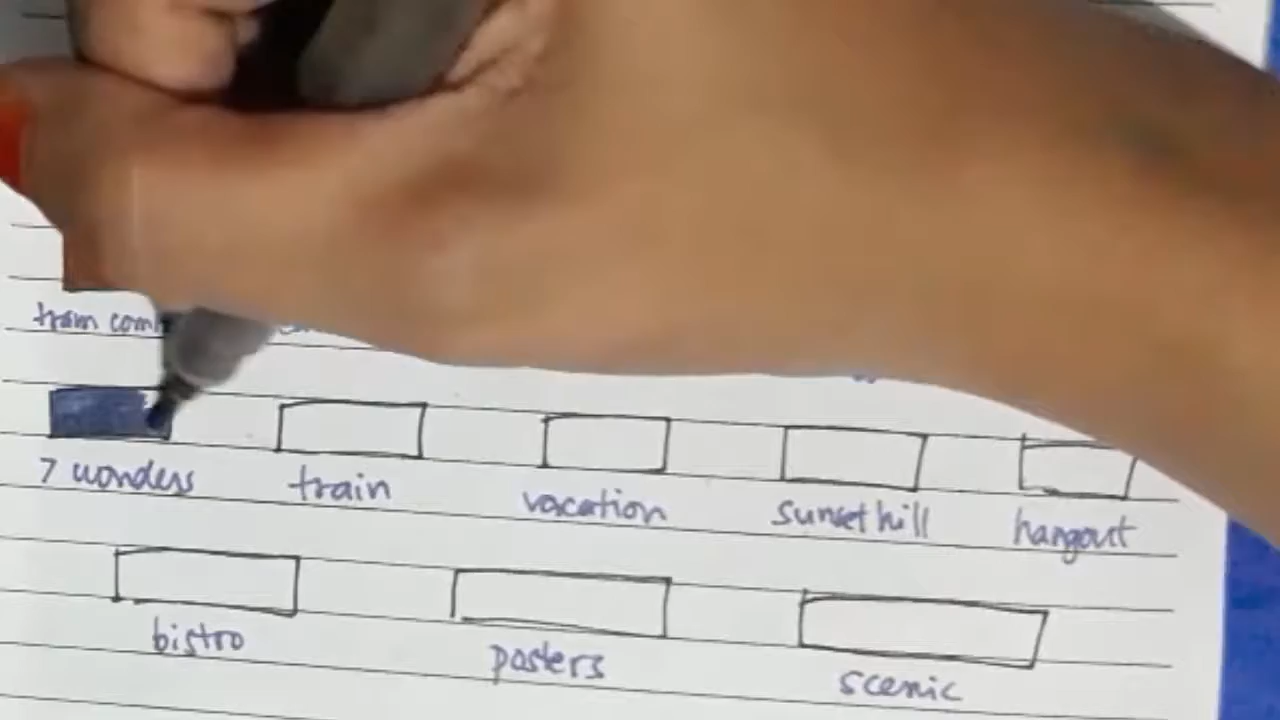 7 wonders train vacation sunset hill hangout
bistro posters scenic